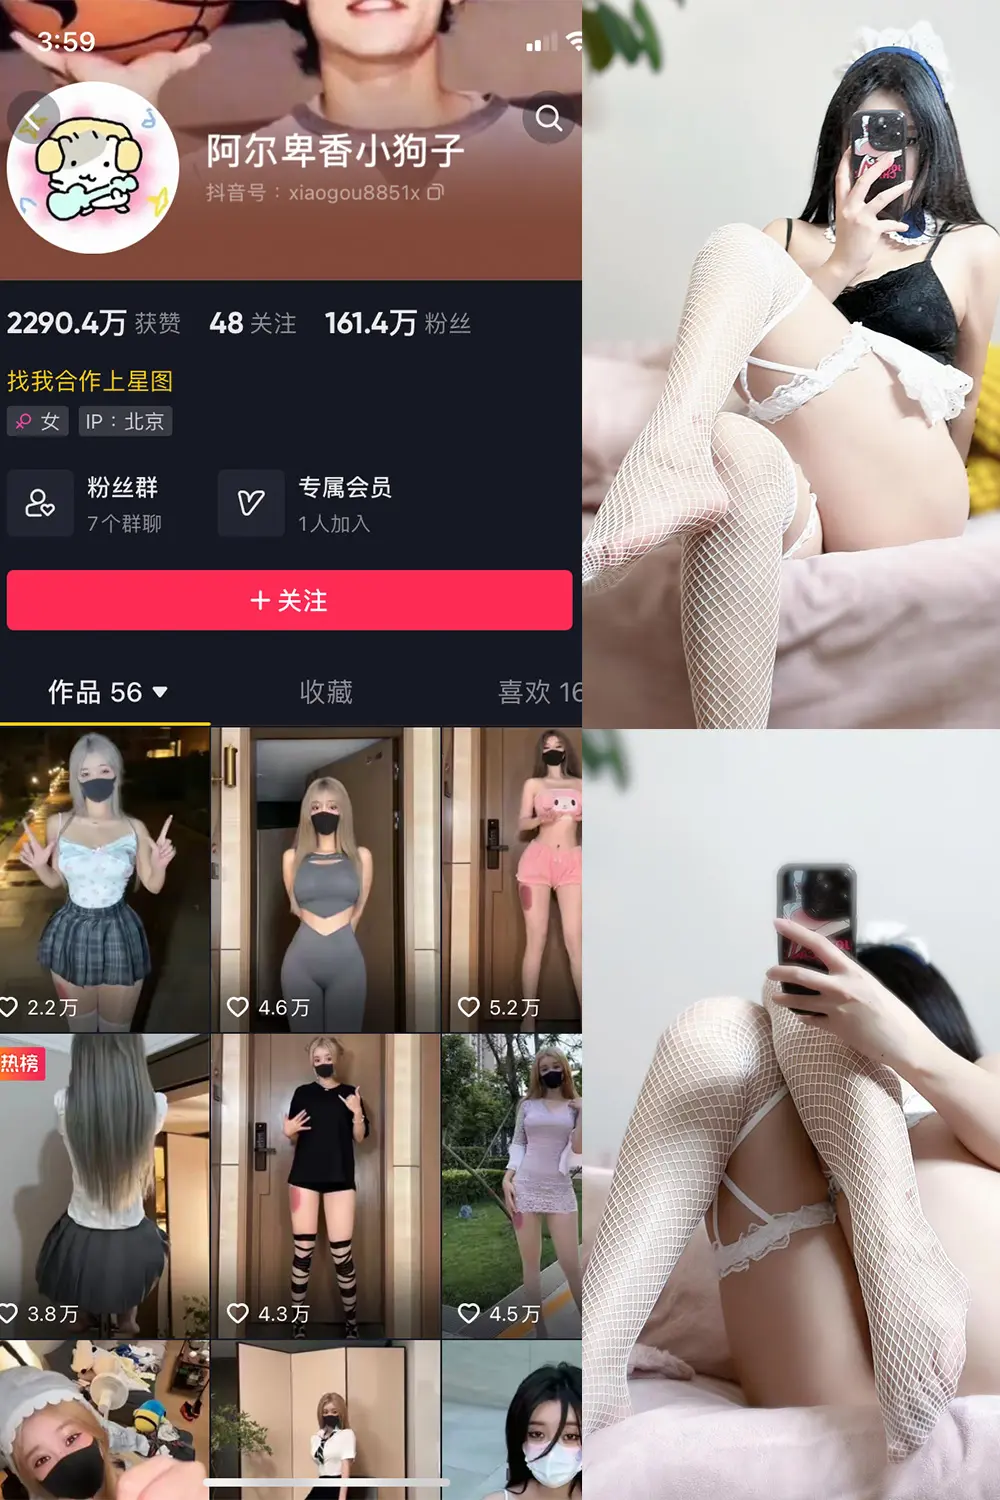 3:59
阿尔卑香小狗子
抖音号：xiaogou8851x
2290.4万 获赞 48 关注 161.4万 粉丝
找我合作上星图
女 IP：北京
粉丝群 专属会员
7个群聊 1人加入
+ 关注
作品 56 收藏 喜欢 16
2.2万 4.6万 5.2万
热榜
3.8万 4.3万 4.5万